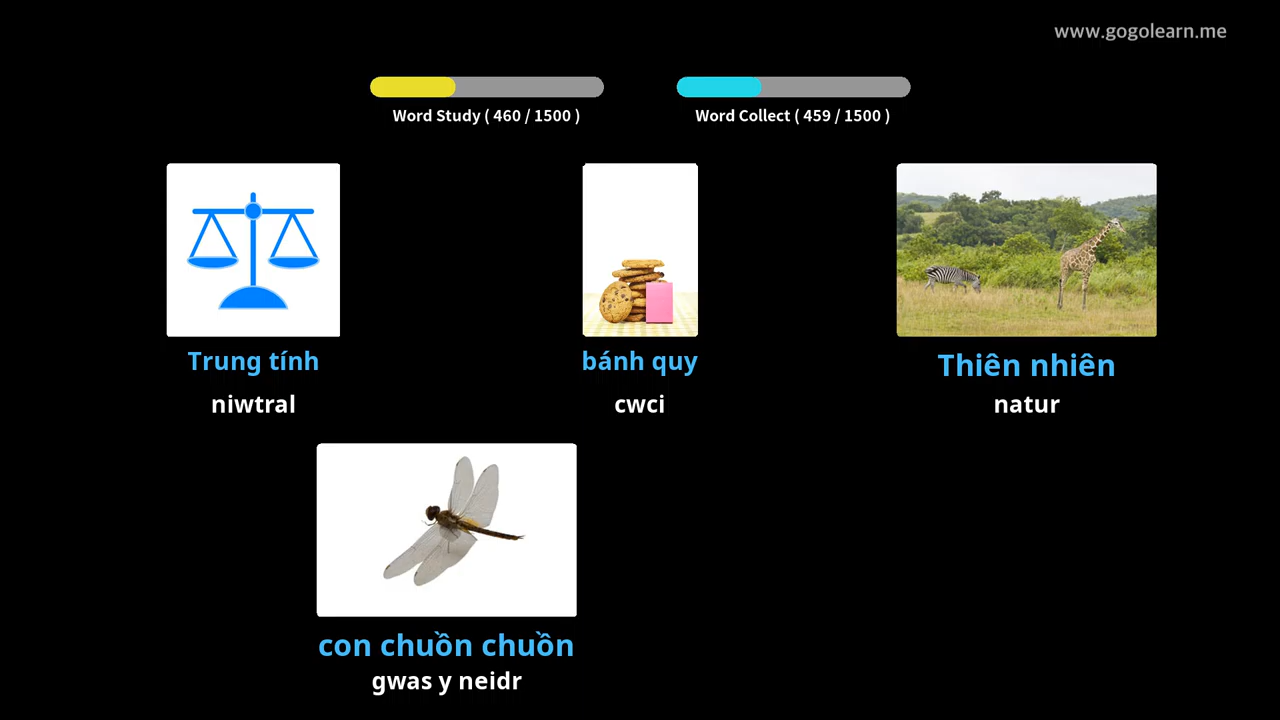 www.gogolearn.me
Word Study ( 460 / 1500 )
Word Collect ( 459 / 1500 )
Trung tính
niwtral
bánh quy
cwci
Thiên nhiên
natur
con chuồn chuồn
gwas y neidr